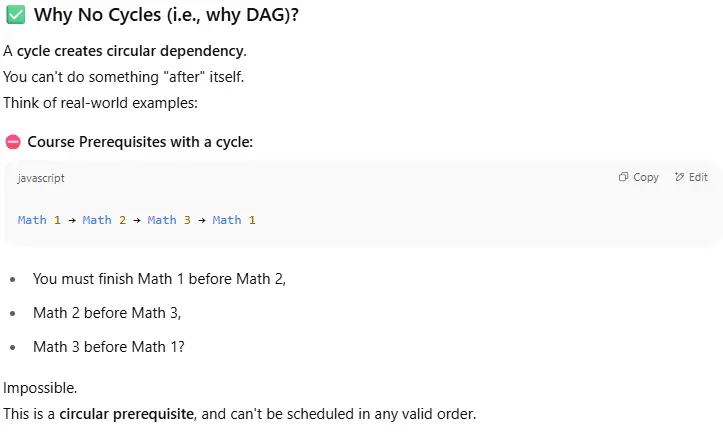 ✅ Why No Cycles (i.e., why DAG)?
A cycle creates circular dependency.
You can't do something "after" itself.
Think of real-world examples:
⛔ Course Prerequisites with a cycle:
javascript Copy Edit
Math 1 → Math 2 → Math 3 → Math 1
• You must finish Math 1 before Math 2,
• Math 2 before Math 3,
• Math 3 before Math 1?
Impossible.
This is a circular prerequisite, and can't be scheduled in any valid order.